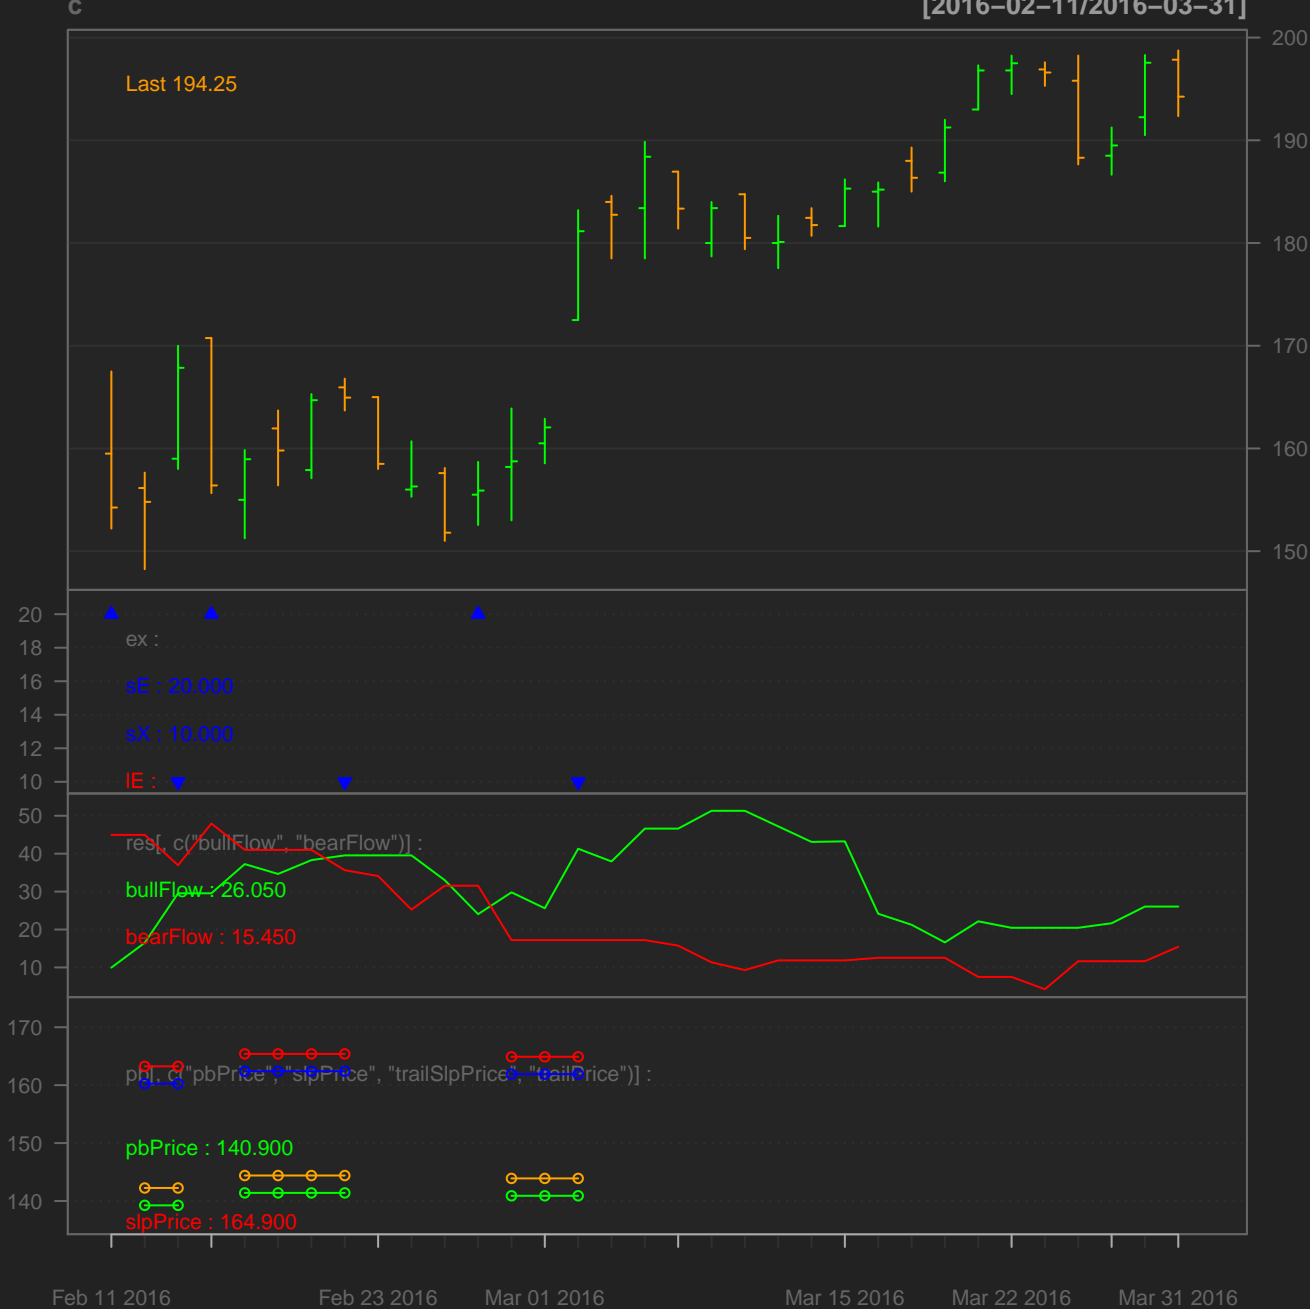 c [2016−02−11/2016−03−31]
200
Last 194.25
190
180
170
160
150
20
ex :
18
sE : 20.000
16
14
sX : 10.000
12
lE :
10
50
res[, c("bullFlow", "bearFlow")] :
40
bullFlow : 26.050
30
20
bearFlow : 15.450
10
170
pb[, c("pbPrice", "slpPrice", "trailSlpPrice", "trailPrice")] :
160
150
pbPrice : 140.900
140
slpPrice : 164.900
Feb 11 2016 Feb 23 2016 Mar 01 2016 Mar 15 2016 Mar 22 2016 Mar 31 2016